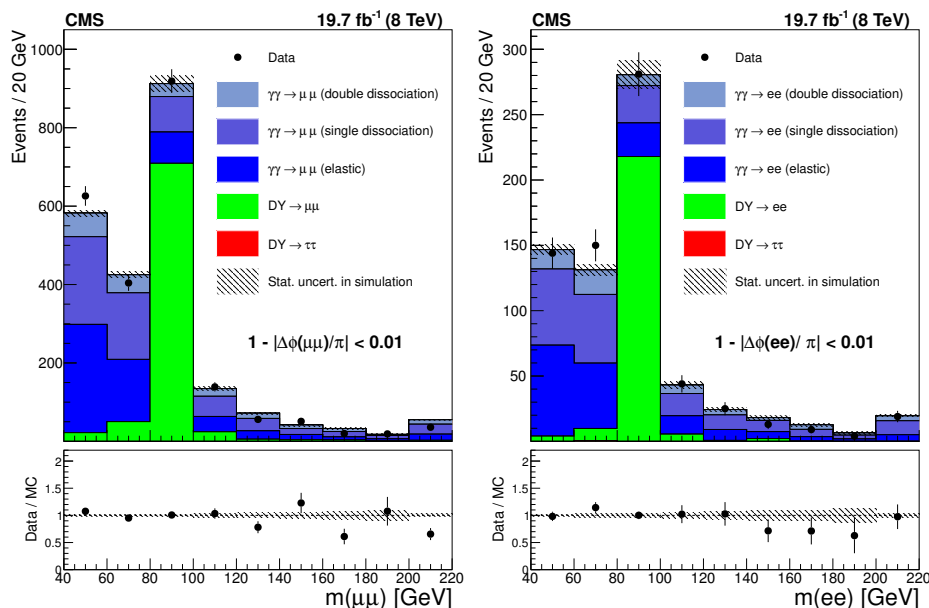 CMS 19.7 fb⁻¹ (8 TeV)
Events / 20 GeV
1000
800
600
400
200
Data
γγ → μ μ (double dissociation)
γγ → μ μ (single dissociation)
γγ → μ μ (elastic)
DY → μμ
DY → ττ
Stat. uncert. in simulation
1 - |Δϕ(μμ)/π| < 0.01
Data / MC
2
1.5
1
0.5
0
40 60 80 100 120 140 160 180 200 220
m(μμ) [GeV]
CMS 19.7 fb⁻¹ (8 TeV)
Events / 20 GeV
300
250
200
150
100
50
Data
γγ → ee (double dissociation)
γγ → ee (single dissociation)
γγ → ee (elastic)
DY → ee
DY → ττ
Stat. uncert. in simulation
1 - |Δϕ(ee)/ π| < 0.01
Data / MC
2
1.5
1
0.5
0
40 60 80 100 120 140 160 180 200 220
m(ee) [GeV]